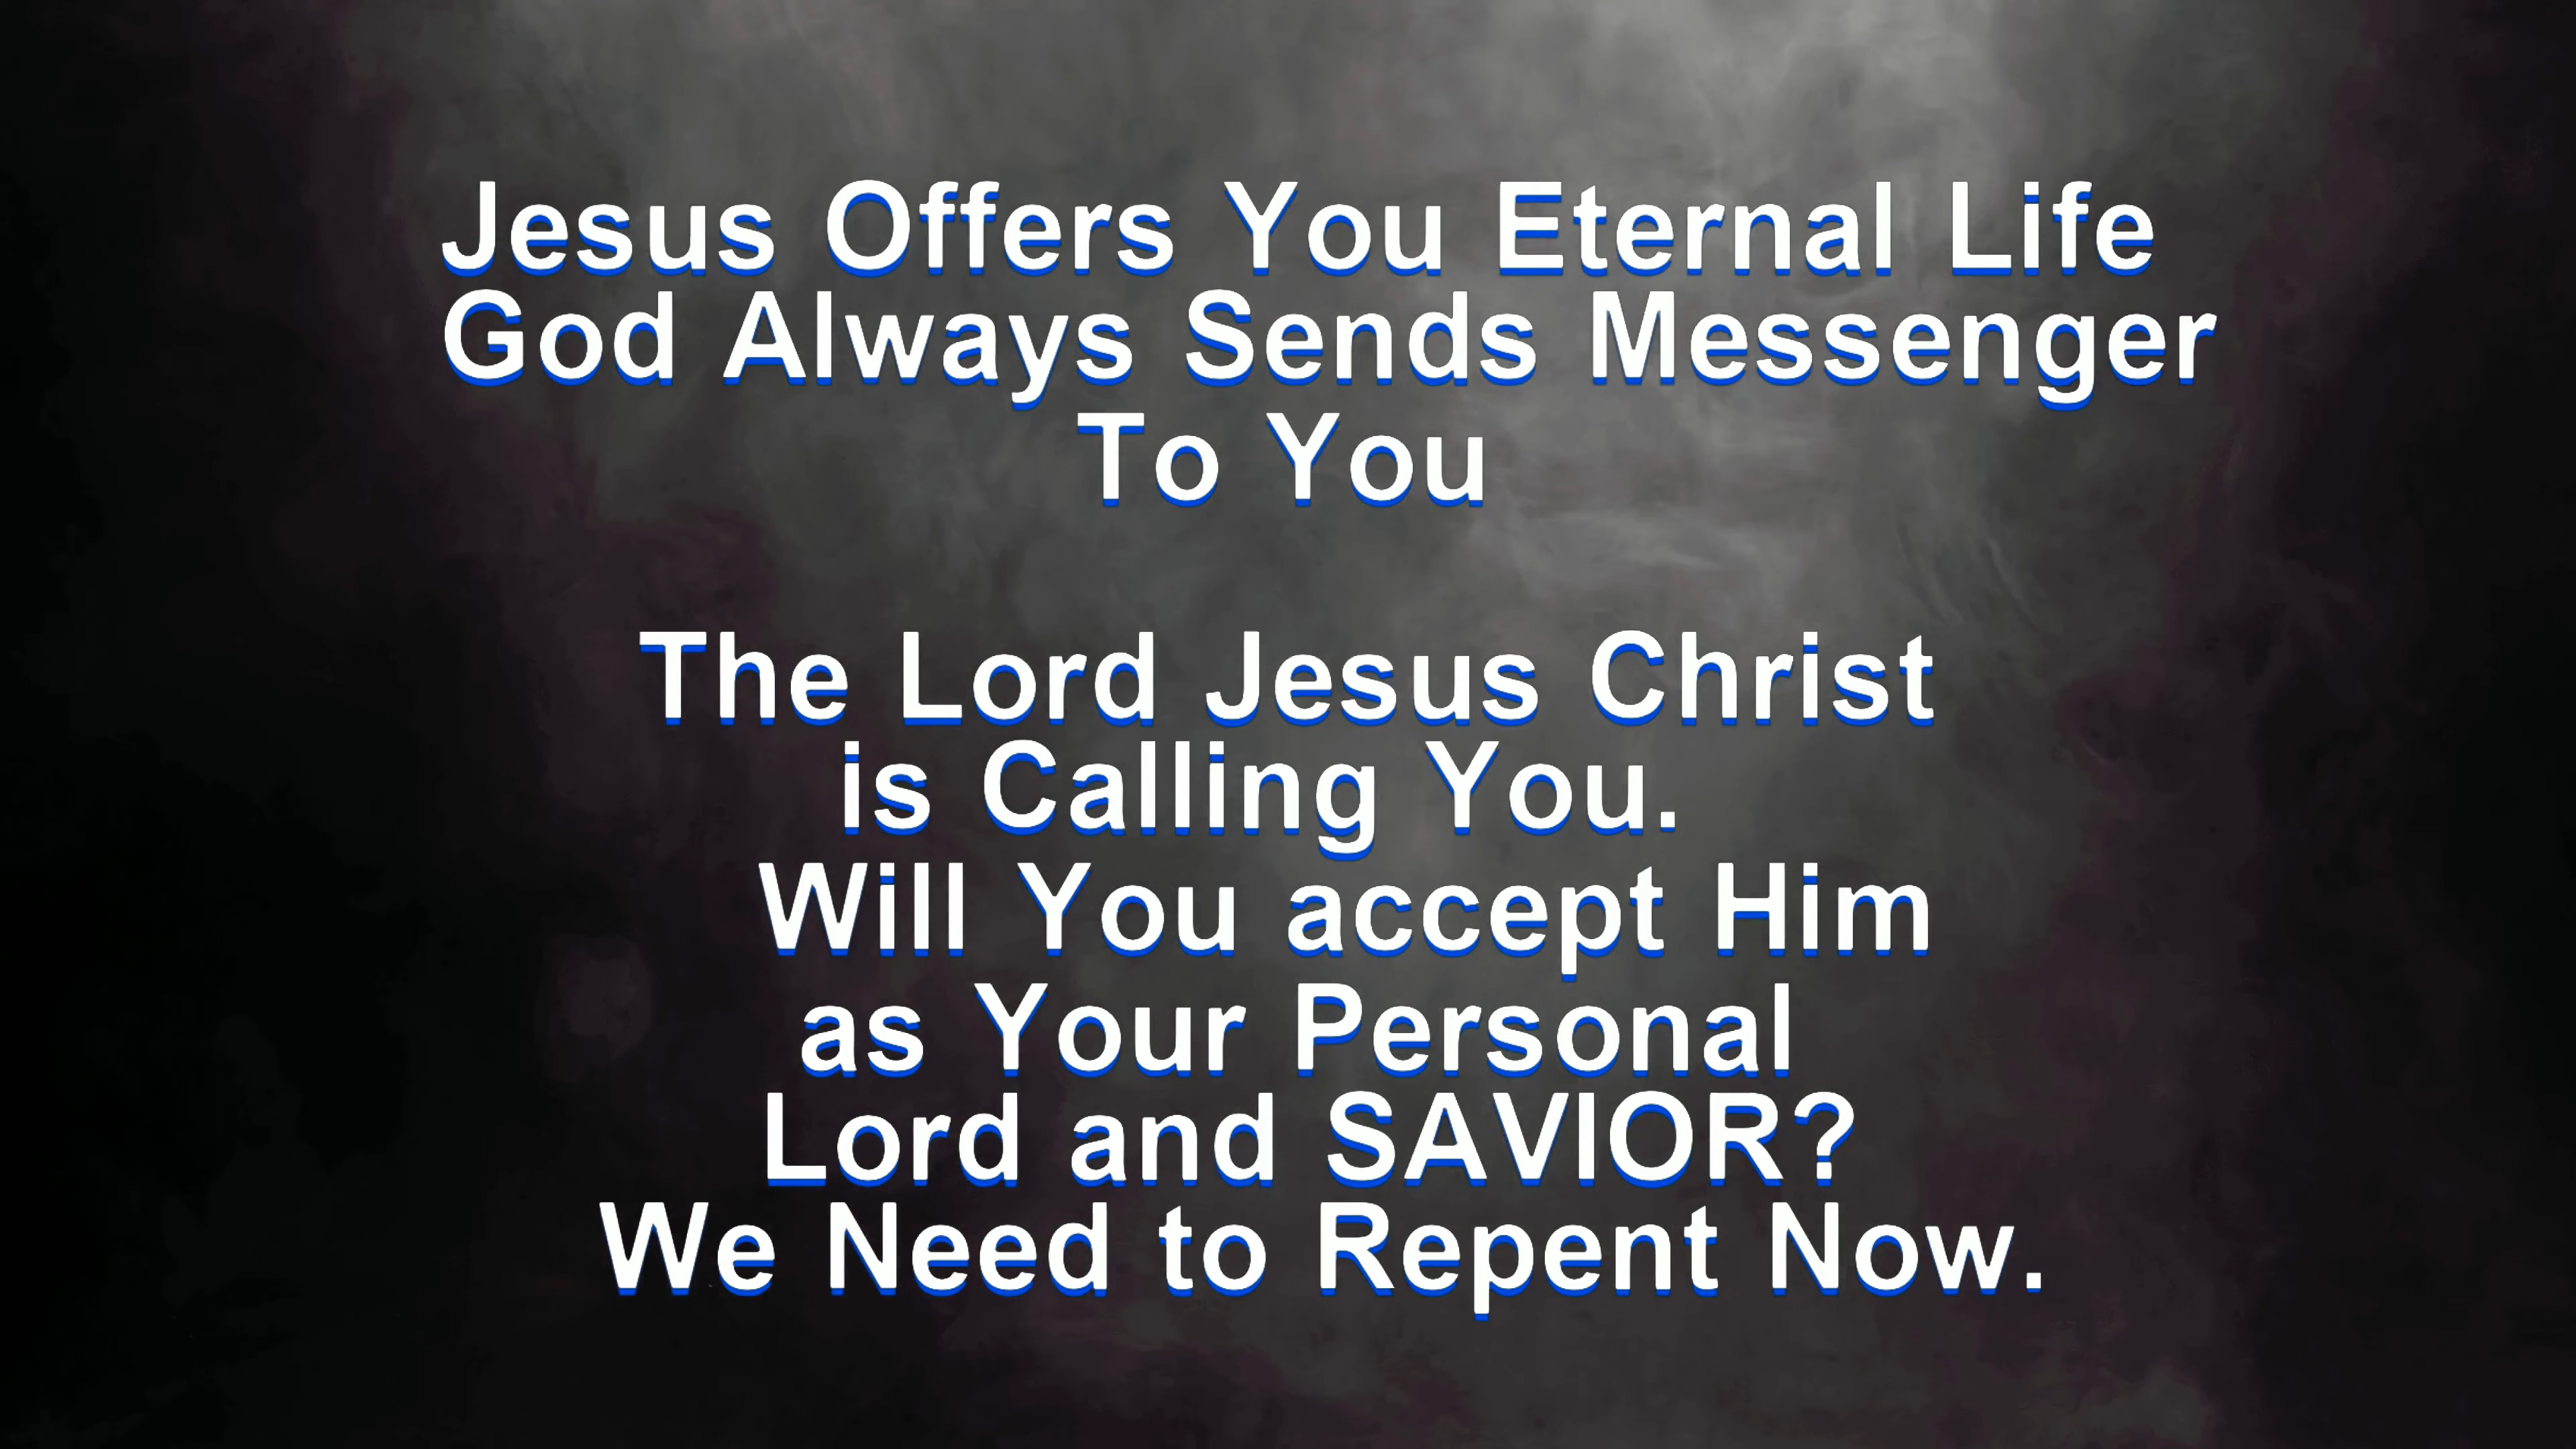 Jesus Offers You Eternal Life
God Always Sends Messenger
To You
The Lord Jesus Christ
is Calling You.
Will You accept Him
as Your Personal
Lord and SAVIOR?
We Need to Repent Now.